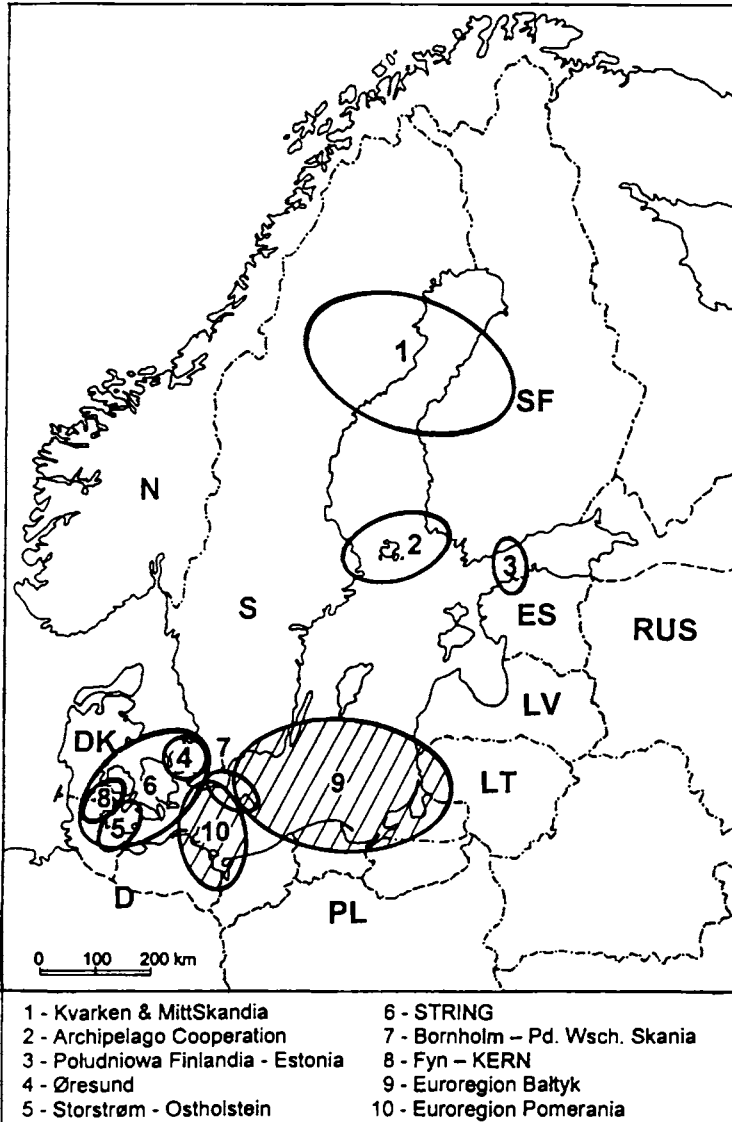 1
SF
N
2
3
S
ES
RUS
LV
DK
7
4
6
9
LT
8
5
10
D
PL
0 100 200 km
1 - Kvarken & MittSkandia
2 - Archipelago Cooperation
3 - Południowa Finlandia - Estonia
4 - Øresund
5 - Storstrøm - Ostholstein
6 - STRING
7 - Bornholm – Pd. Wsch. Skania
8 - Fyn – KERN
9 - Euroregion Bałtyk
10 - Euroregion Pomerania